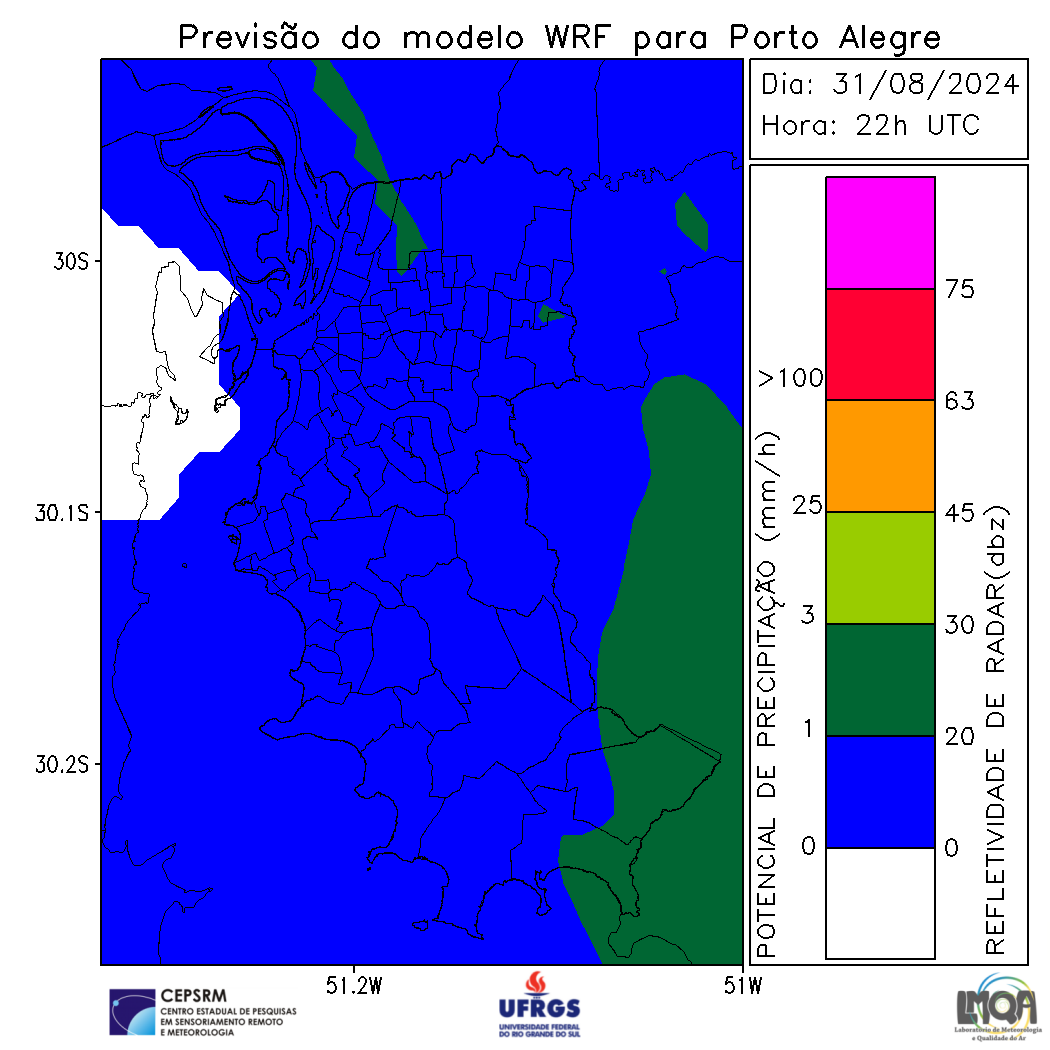 Previsão do modelo WRF para Porto Alegre
Dia: 31/08/2024
Hora: 22h UTC
30S
30.1S
30.2S
51.2W
51W
POTENCIAL DE PRECIPITAÇÃO (mm/h)
>100
25
3
1
0
75
63
45
30
20
0
REFLETIVIDADE DE RADAR(dbz)
CEPSRM
CENTRO ESTADUAL DE PESQUISAS
EM SENSORIAMENTO REMOTO
E METEOROLOGIA
UFRGS
UNIVERSIDADE FEDERAL
DO RIO GRANDE DO SUL
LMQA
Laboratório de Meteorologia
e Qualidade do Ar